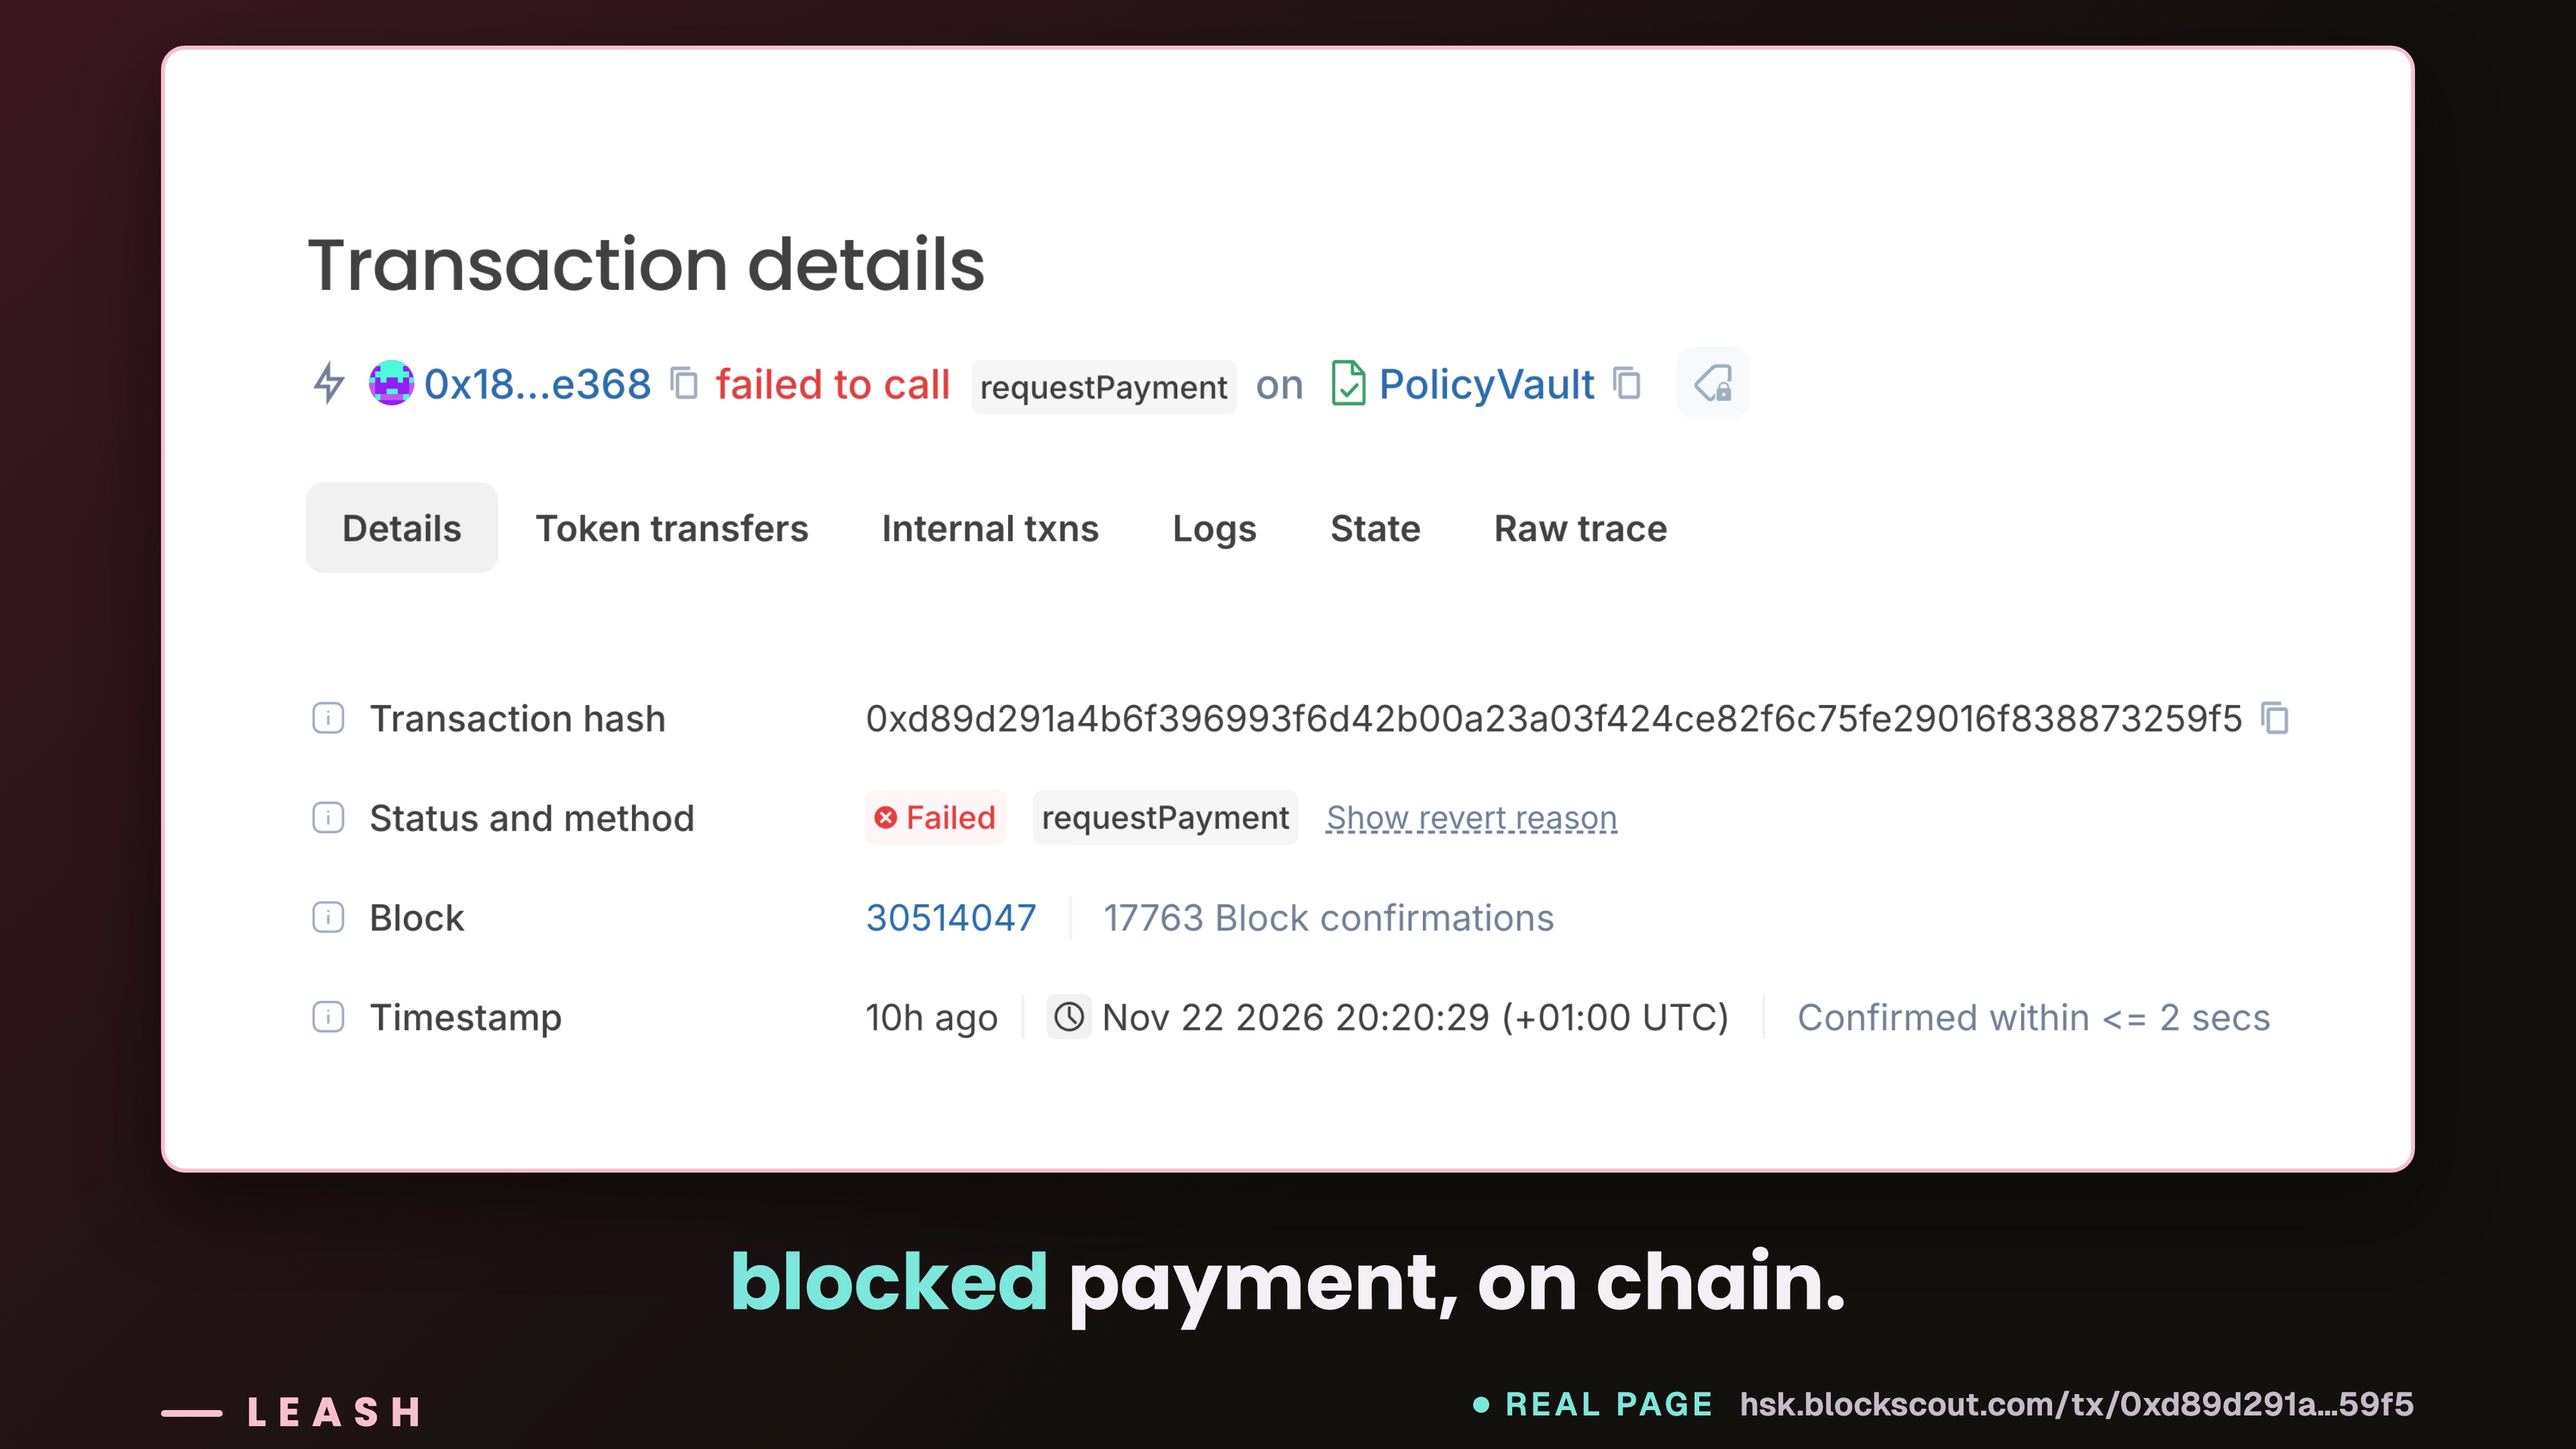 Transaction details
0x18...e368 failed to call requestPayment on PolicyVault
Details Token transfers Internal txns Logs State Raw trace
Transaction hash 0xd89d291a4b6f396993f6d42b00a23a03f424ce82f6c75fe29016f838873259f5
Status and method Failed requestPayment Show revert reason
Block 30514047 17763 Block confirmations
Timestamp 10h ago Nov 22 2026 20:20:29 (+01:00 UTC) Confirmed within <= 2 secs
blocked payment, on chain.
LEASH REAL PAGE hsk.blockscout.com/tx/0xd89d291a...59f5